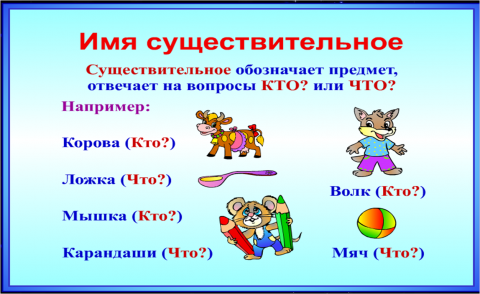 Имя существительное
Существительное обозначает предмет,
отвечает на вопросы КТО? или ЧТО?
Например:
Корова (Кто?)
Ложка (Что?)
Волк (Кто?)
Мышка (Кто?)
Карандаши (Что?)
Мяч (Что?)